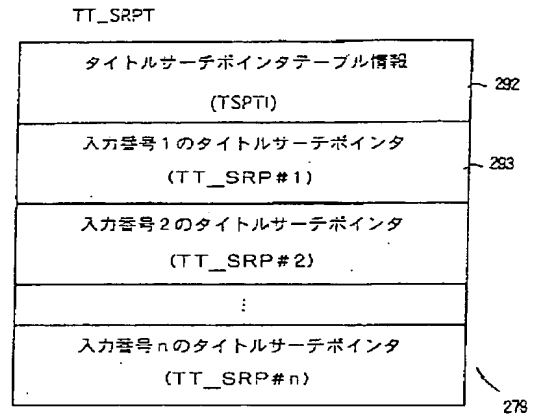 TT_SRPT
タイトルサーチポインタテーブル情報
(TSPTI)
292
入力番号1のタイトルサーチポインタ
(TT__SRP#1)
293
入力番号2のタイトルサーチポインタ
(TT__SRP#2)
⋮
入力番号nのタイトルサーチポインタ
(TT__SRP#n)
279